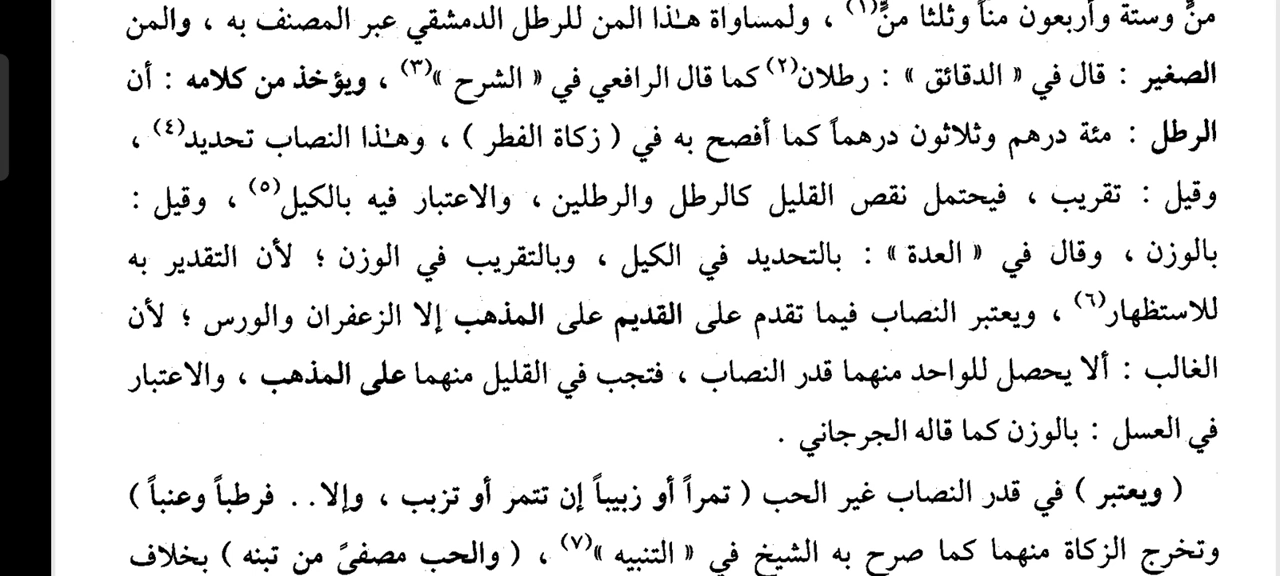 منٍّ وستة وأربعون مناً وثلثا منٍّ(١) ، ولمساواة هـٰذا المن للرطل الدمشقي عبر المصنف به ، والمن
الصغير : قال في « الدقائق » : رطلان(٢) كما قال الرافعي في « الشرح »(٣) ، ويؤخذ من كلامه : أن
الرطل : مئة درهم وثلاثون درهماً كما أفصح به في ( زكاة الفطر ) ، وهـٰذا النصاب تحديد(٤) ،
وقيل : تقريب ، فيحتمل نقص القليل كالرطل والرطلين ، والاعتبار فيه بالكيل(٥) ، وقيل :
بالوزن ، وقال في « العدة » : بالتحديد في الكيل ، وبالتقريب في الوزن ؛ لأن التقدير به
للاستظهار(٦) ، ويعتبر النصاب فيما تقدم على القديم على المذهب إلا الزعفران والورس ؛ لأن
الغالب : ألا يحصل للواحد منهما قدر النصاب ، فتجب في القليل منهما على المذهب ، والاعتبار
في العسل : بالوزن كما قاله الجرجاني .
( ويعتبر ) في قدر النصاب غير الحب ( تمراً أو زبيباً إن تتمر أو تزبب ، وإلا . . فرطباً وعنباً )
وتخرج الزكاة منهما كما صرح به الشيخ في « التنبيه »(٧) ، ( والحب مصفىً من تبنه ) بخلاف